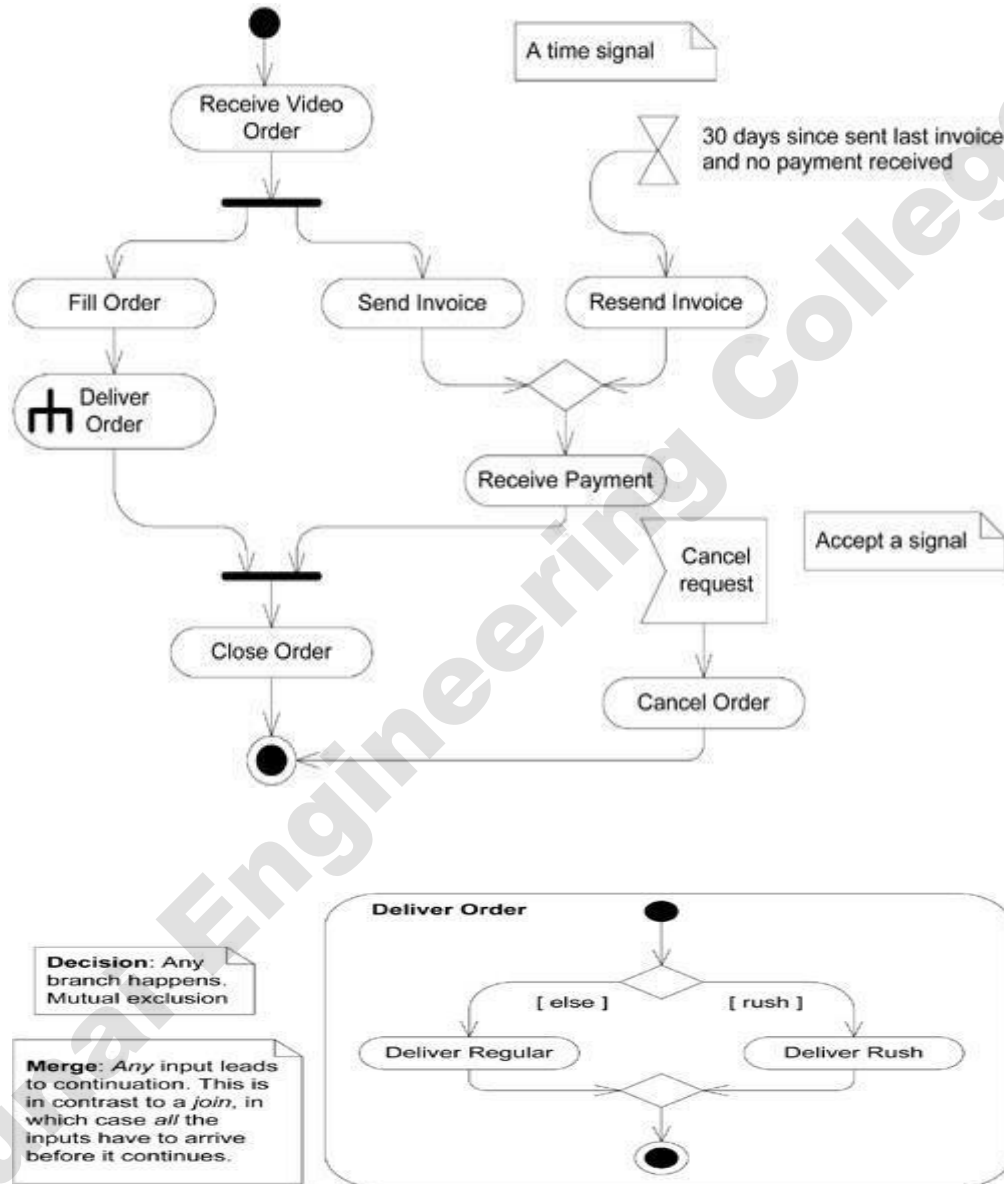 A time signal
Receive Video
Order
30 days since sent last invoice
and no payment received
Fill Order
Send Invoice
Resend Invoice
Deliver
Order
Receive Payment
Cancel
request
Accept a signal
Close Order
Cancel Order
Deliver Order
Decision: Any
branch happens.
Mutual exclusion
[ else ]
[ rush ]
Deliver Regular
Deliver Rush
Merge: Any input leads
to continuation. This is
in contrast to a join, in
which case all the
inputs have to arrive
before it continues.
Engineering